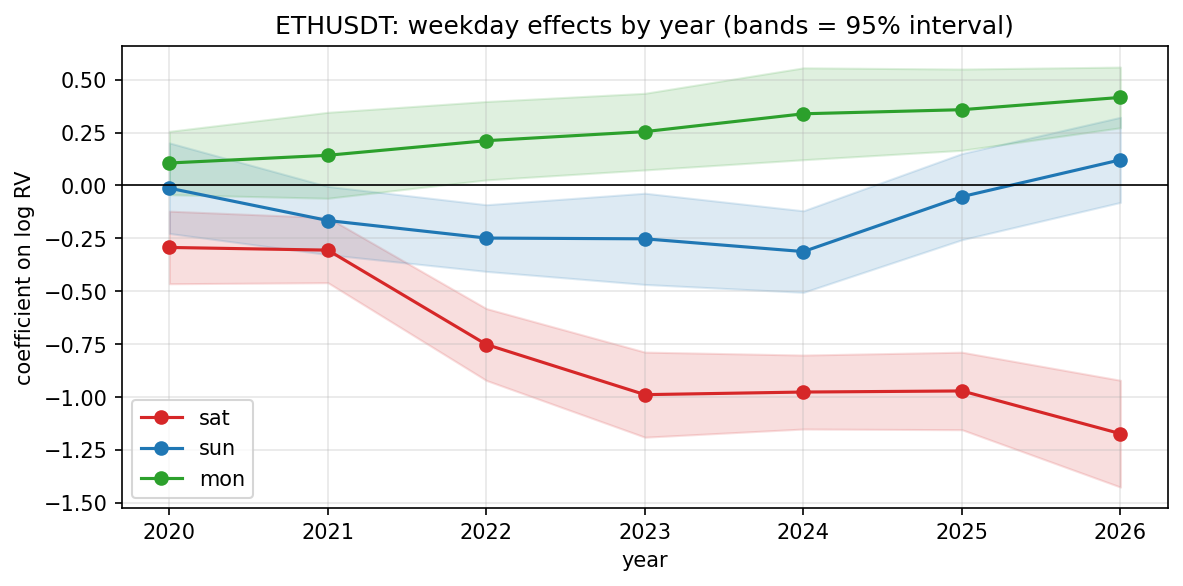 ETHUSDT: weekday effects by year (bands = 95% interval)
coefficient on log RV
0.50
0.25
0.00
−0.25
−0.50
−0.75
−1.00
−1.25
−1.50
sat
sun
mon
2020 2021 2022 2023 2024 2025 2026
year